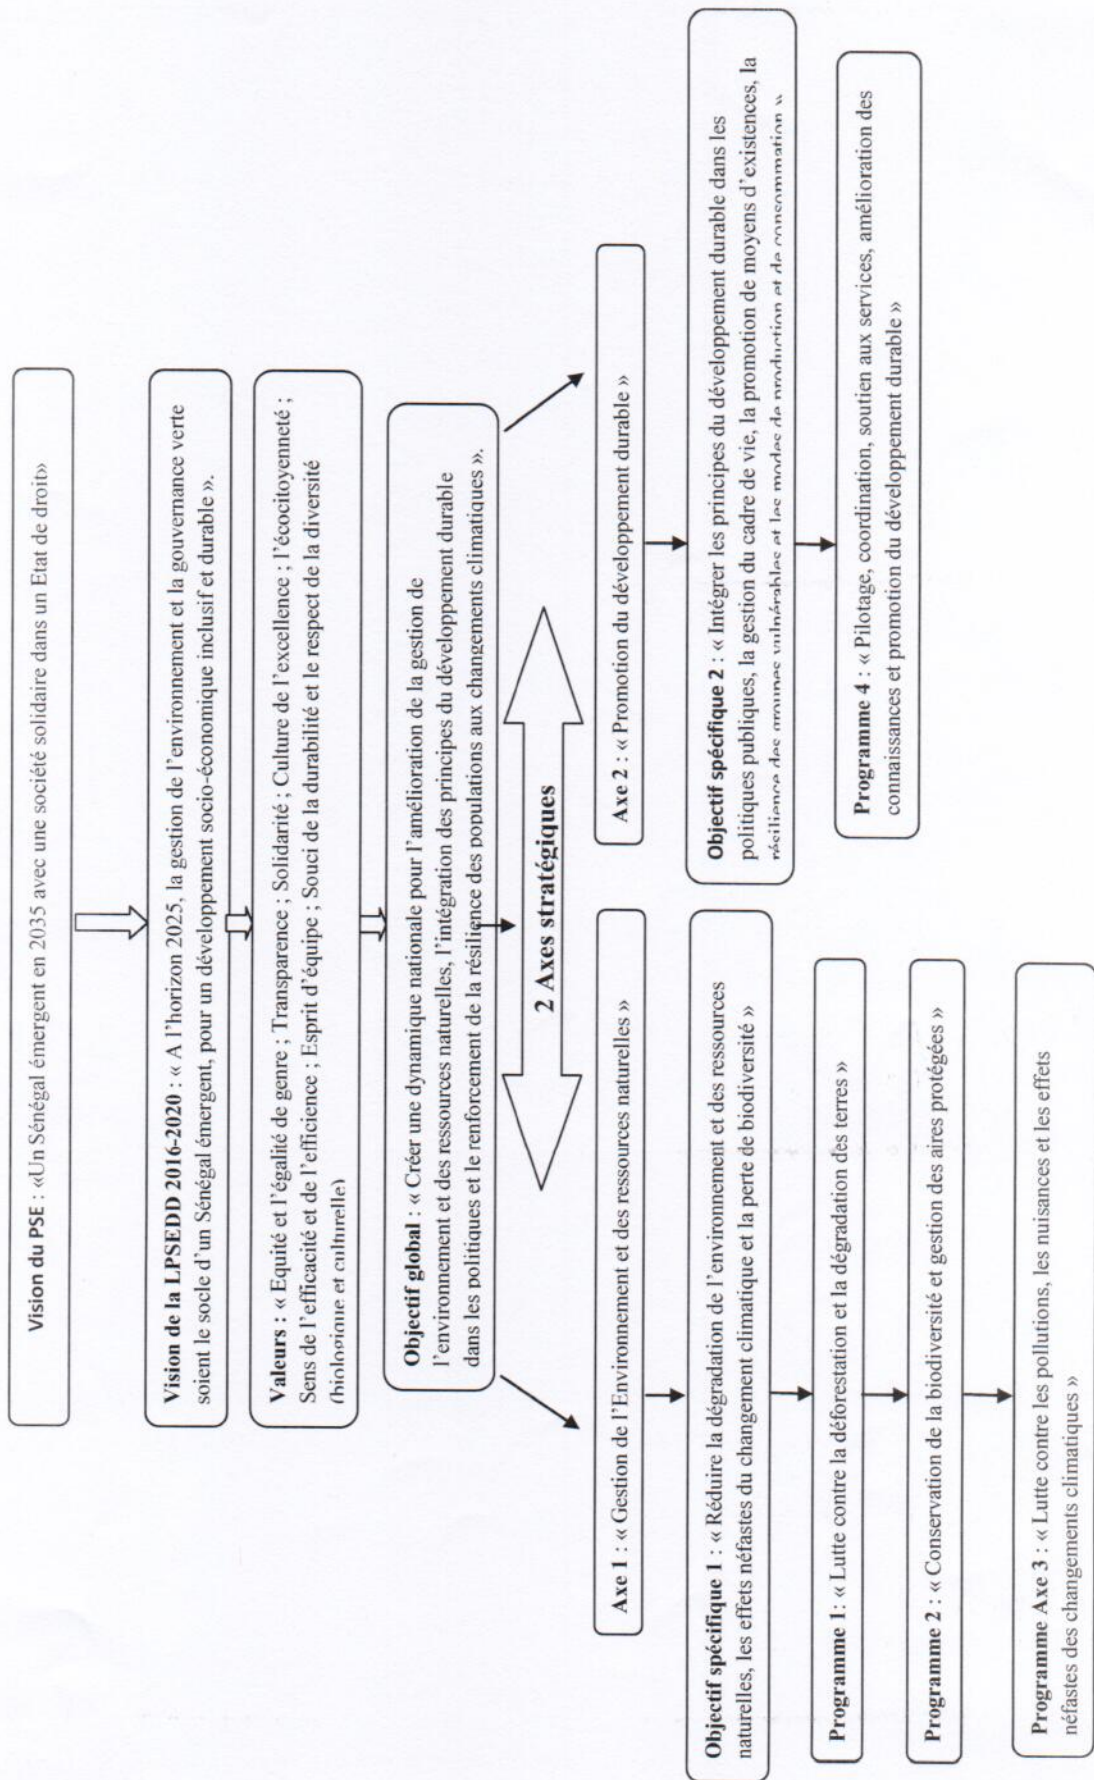 Vision du PSE : «Un Sénégal émergent en 2035 avec une société solidaire dans un Etat de droit»
Vision de la LPSEDD 2016-2020 : « A l'horizon 2025, la gestion de l'environnement et la gouvernance verte
soient le socle d'un Sénégal émergent, pour un développement socio-économique inclusif et durable ».
Valeurs : « Equité et l'égalité de genre ; Transparence ; Solidarité ; Culture de l'excellence ; l'écocitoyenneté ;
Sens de l'efficacité et de l'efficience ; Esprit d'équipe ; Souci de la durabilité et le respect de la diversité
(biologique et culturelle)
Objectif global : « Créer une dynamique nationale pour l'amélioration de la gestion de
l'environnement et des ressources naturelles, l'intégration des principes du développement durable
dans les politiques et le renforcement de la résilience des populations aux changements climatiques ».
2 Axes stratégiques
Axe 1 : « Gestion de l'Environnement et des ressources naturelles »
Objectif spécifique 1 : « Réduire la dégradation de l'environnement et des ressources
naturelles, les effets néfastes du changement climatique et la perte de biodiversité »
Programme 1: « Lutte contre la déforestation et la dégradation des terres »
Programme 2 : « Conservation de la biodiversité et gestion des aires protégées »
Programme Axe 3 : « Lutte contre les pollutions, les nuisances et les effets
néfastes des changements climatiques »
Axe 2 : « Promotion du développement durable »
Objectif spécifique 2 : « Intégrer les principes du développement durable dans les
politiques publiques, la gestion du cadre de vie, la promotion de moyens d'existences, la
résilience des groupes vulnérables et les modes de production et de consommation »
Programme 4 : « Pilotage, coordination, soutien aux services, amélioration des
connaissances et promotion du développement durable »